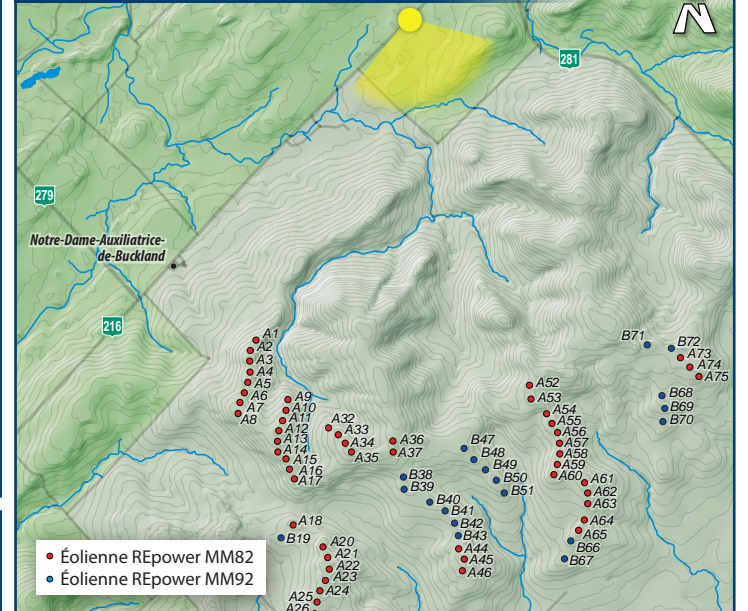 N
281
279
Notre-Dame-Auxiliatrice-
de-Buckland
216
A1
A2
A3
A4
A5
A6
A7
A8
A9
A10
A11
A12
A13
A14
A15
A16
A17
A18
B19
A20
A21
A22
A23
A24
A25
A26
A32
A33
A34
A35
A36
A37
B38
B39
B40
B41
B42
B43
A44
A45
A46
B47
B48
B49
B50
B51
A52
A53
A54
A55
A56
A57
A58
A59
A60
A61
A62
A63
A64
A65
B66
B67
B68
B69
B70
B71
B72
A73
A74
A75
Éolienne REpower MM82
Éolienne REpower MM92